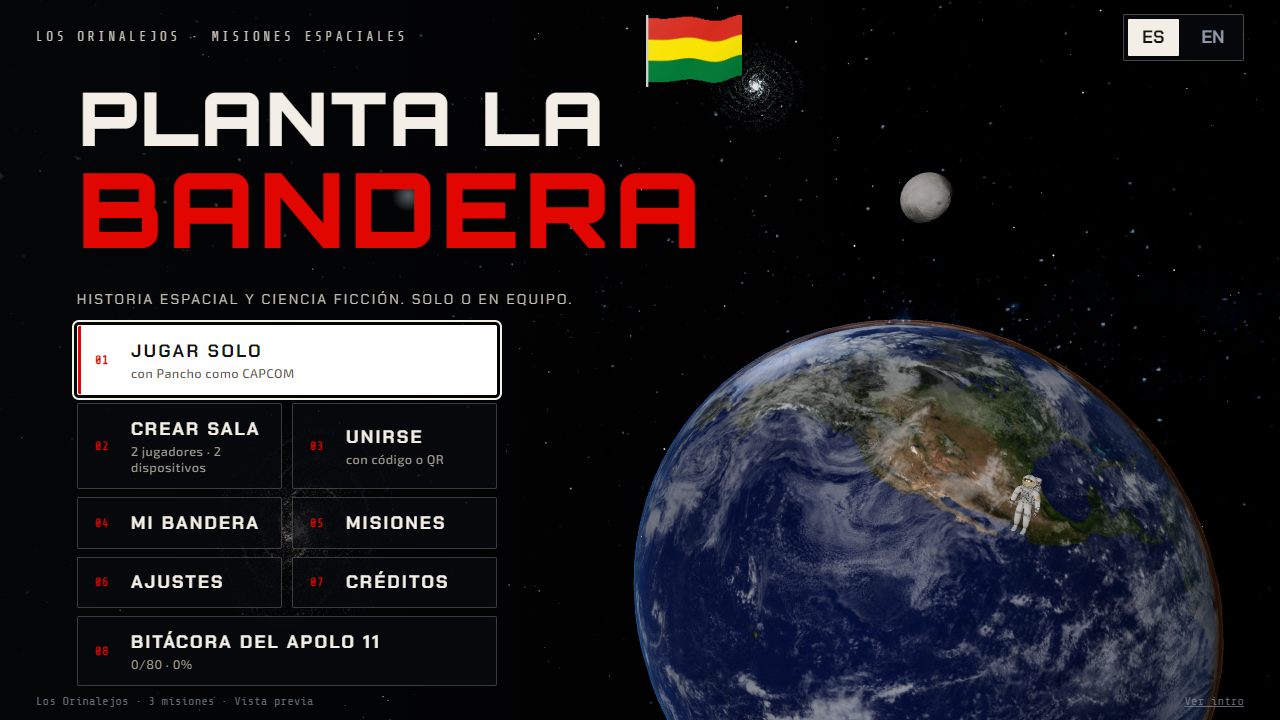 LOS ORINALEJOS · MISIONES ESPACIALES
ES EN
PLANTA LA
BANDERA
HISTORIA ESPACIAL Y CIENCIA FICCIÓN. SOLO O EN EQUIPO.
01 JUGAR SOLO
con Pancho como CAPCOM
02 CREAR SALA
2 jugadores · 2
dispositivos
03 UNIRSE
con código o QR
04 MI BANDERA
05 MISIONES
06 AJUSTES
07 CRÉDITOS
08 BITÁCORA DEL APOLO 11
0/80 · 0%
Los Orinalejos · 3 misiones · Vista previa
Ver intro